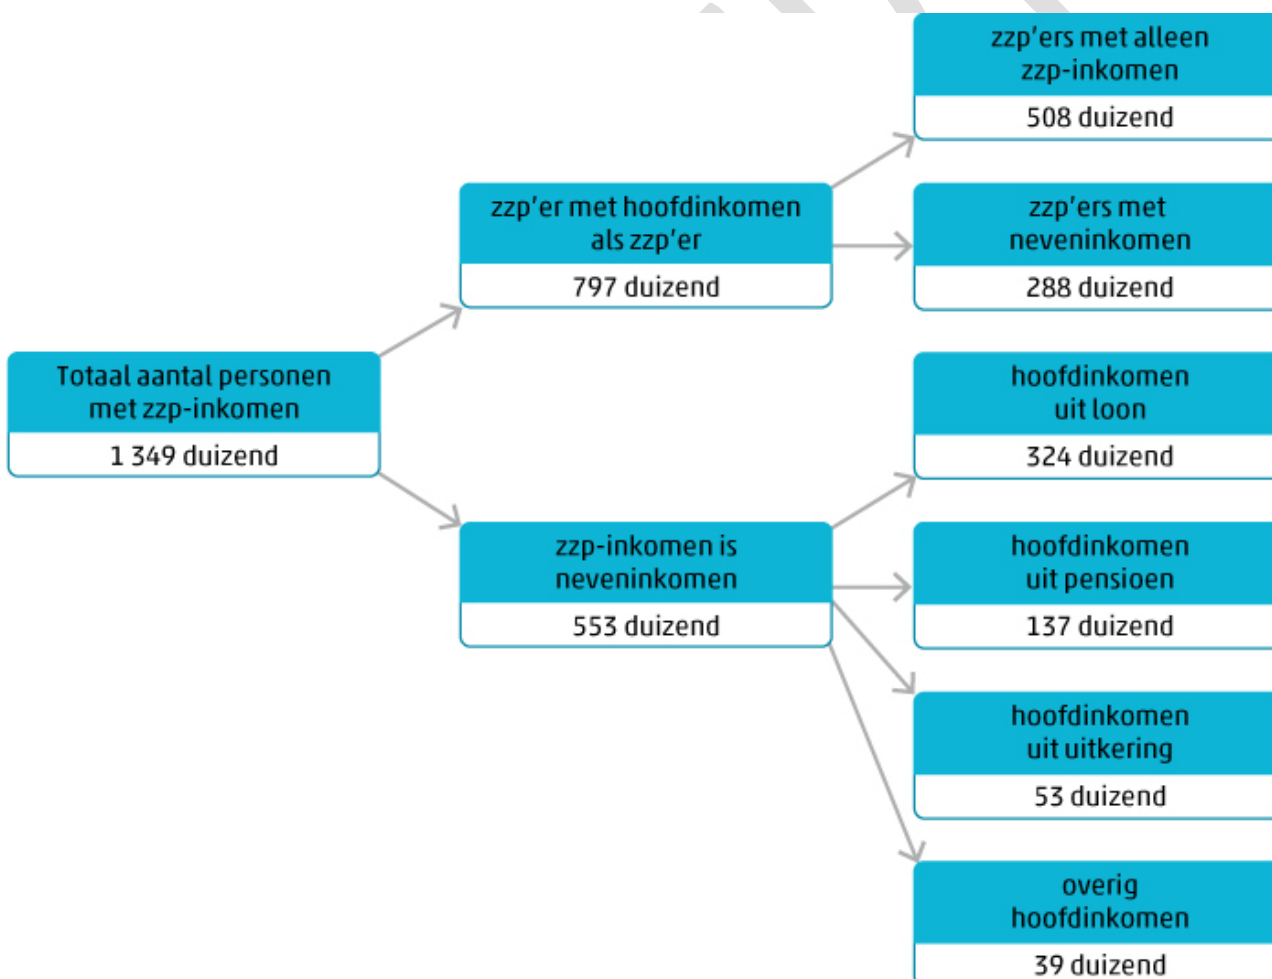 Totaal aantal personen
met zzp-inkomen
1 349 duizend
zzp'er met hoofdinkomen
als zzp'er
797 duizend
zzp'ers met alleen
zzp-inkomen
508 duizend
zzp'ers met
neveninkomen
288 duizend
zzp-inkomen is
neveninkomen
553 duizend
hoofdinkomen
uit loon
324 duizend
hoofdinkomen
uit pensioen
137 duizend
hoofdinkomen
uit uitkering
53 duizend
overig
hoofdinkomen
39 duizend